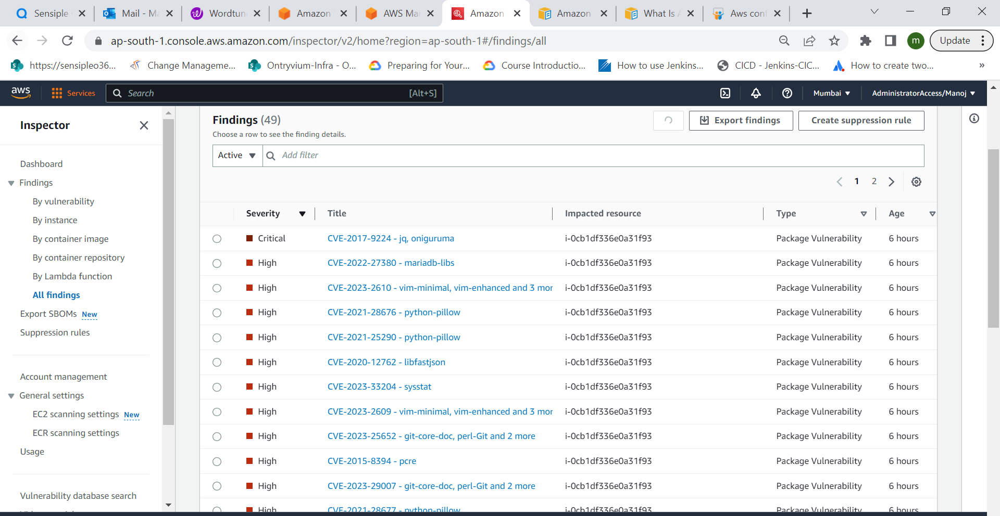 Sensiple
Mail - Ma
Wordtun
Amazon
AWS Mar
Amazon
Amazon
What Is A
Aws conf
ap-south-1.console.aws.amazon.com/inspector/v2/home?region=ap-south-1#/findings/all
m
Update
https://sensipleo36...
Change Manageme...
Ontryvium-Infra - O...
Preparing for Your...
Course Introductio...
How to use Jenkins...
CICD - Jenkins-CIC...
How to create two...
»
aws
Services
Search
[Alt+S]
Mumbai
AdministratorAccess/Manoj
Inspector
Dashboard
Findings
By vulnerability
By instance
By container image
By container repository
By Lambda function
All findings
Export SBOMs New
Suppression rules
Account management
General settings
EC2 scanning settings New
ECR scanning settings
Usage
Vulnerability database search
Findings (49)
Choose a row to see the finding details.
Export findings
Create suppression rule
Active
Add filter
1 2
Severity Title Impacted resource Type Age
Critical CVE-2017-9224 - jq, oniguruma i-0cb1df336e0a31f93 Package Vulnerability 6 hours
High CVE-2022-27380 - mariadb-libs i-0cb1df336e0a31f93 Package Vulnerability 6 hours
High CVE-2023-2610 - vim-minimal, vim-enhanced and 3 mor i-0cb1df336e0a31f93 Package Vulnerability 6 hours
High CVE-2021-28676 - python-pillow i-0cb1df336e0a31f93 Package Vulnerability 6 hours
High CVE-2021-25290 - python-pillow i-0cb1df336e0a31f93 Package Vulnerability 6 hours
High CVE-2020-12762 - libfastjson i-0cb1df336e0a31f93 Package Vulnerability 6 hours
High CVE-2023-33204 - sysstat i-0cb1df336e0a31f93 Package Vulnerability 6 hours
High CVE-2023-2609 - vim-minimal, vim-enhanced and 3 mor i-0cb1df336e0a31f93 Package Vulnerability 6 hours
High CVE-2023-25652 - git-core-doc, perl-Git and 2 more i-0cb1df336e0a31f93 Package Vulnerability 6 hours
High CVE-2015-8394 - pcre i-0cb1df336e0a31f93 Package Vulnerability 6 hours
High CVE-2023-29007 - git-core-doc, perl-Git and 2 more i-0cb1df336e0a31f93 Package Vulnerability 6 hours
High CVE-2021-28677 - python-pillow i-0cb1df336e0a31f93 Package Vulnerability 6 hours